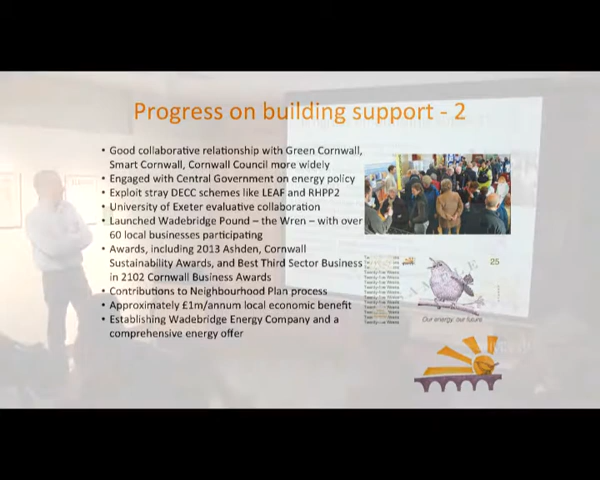 Progress on building support - 2
• Good collaborative relationship with Green Cornwall,
Smart Cornwall, Cornwall Council more widely
• Engaged with Central Government on energy policy
• Exploit stray DECC schemes like LEAF and RHPP2
• University of Exeter evaluative collaboration
• Launched Wadebridge Pound – the Wren – with over
60 local businesses participating
• Awards, including 2013 Ashden, Cornwall
Sustainability Awards, and Best Third Sector Business
in 2102 Cornwall Business Awards
• Contributions to Neighbourhood Plan process
• Approximately £1m/annum local economic benefit
• Establishing Wadebridge Energy Company and a
comprehensive energy offer
25
Our energy, our future